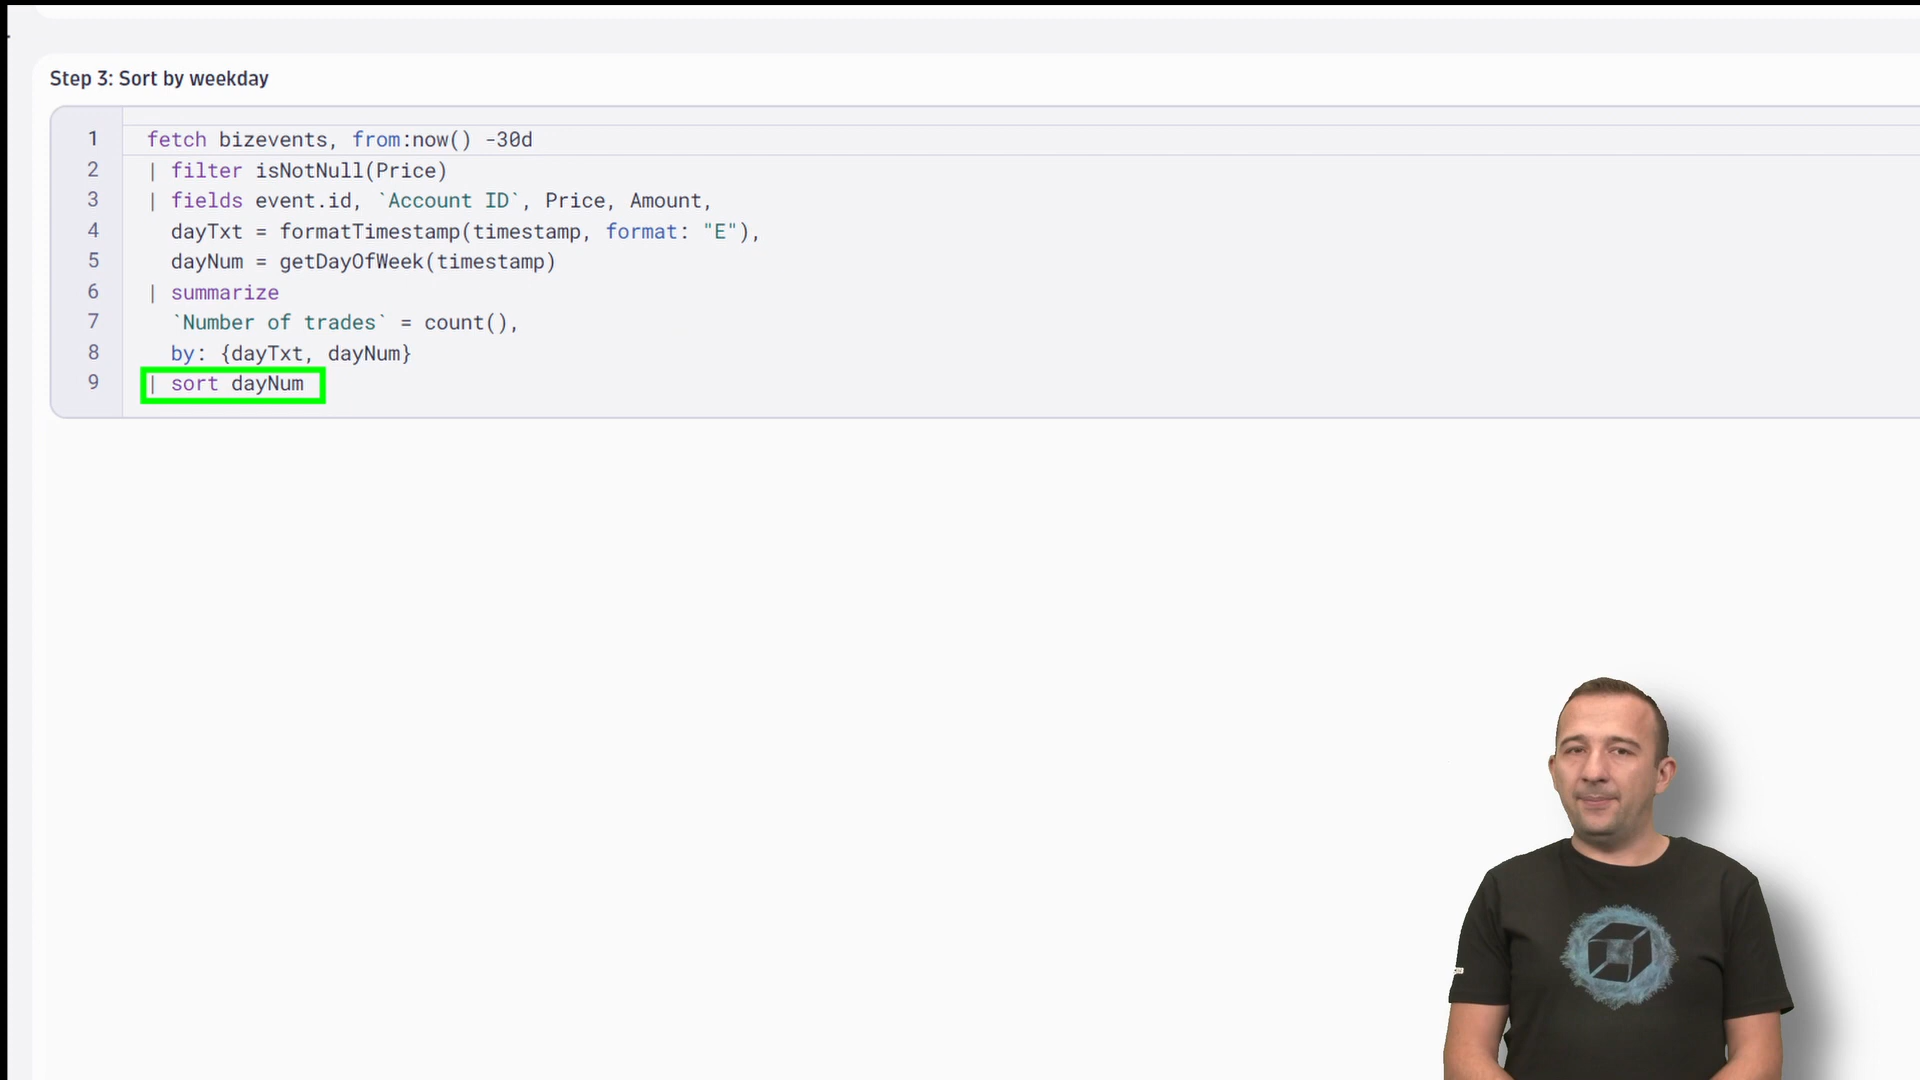 Step 3: Sort by weekday
1 fetch bizevents, from:now() -30d
2 | filter isNotNull(Price)
3 | fields event.id, `Account ID`, Price, Amount,
4 dayTxt = formatTimestamp(timestamp, format: "E"),
5 dayNum = getDayOfWeek(timestamp)
6 | summarize
7 `Number of trades` = count(),
8 by: {dayTxt, dayNum}
9 | sort dayNum